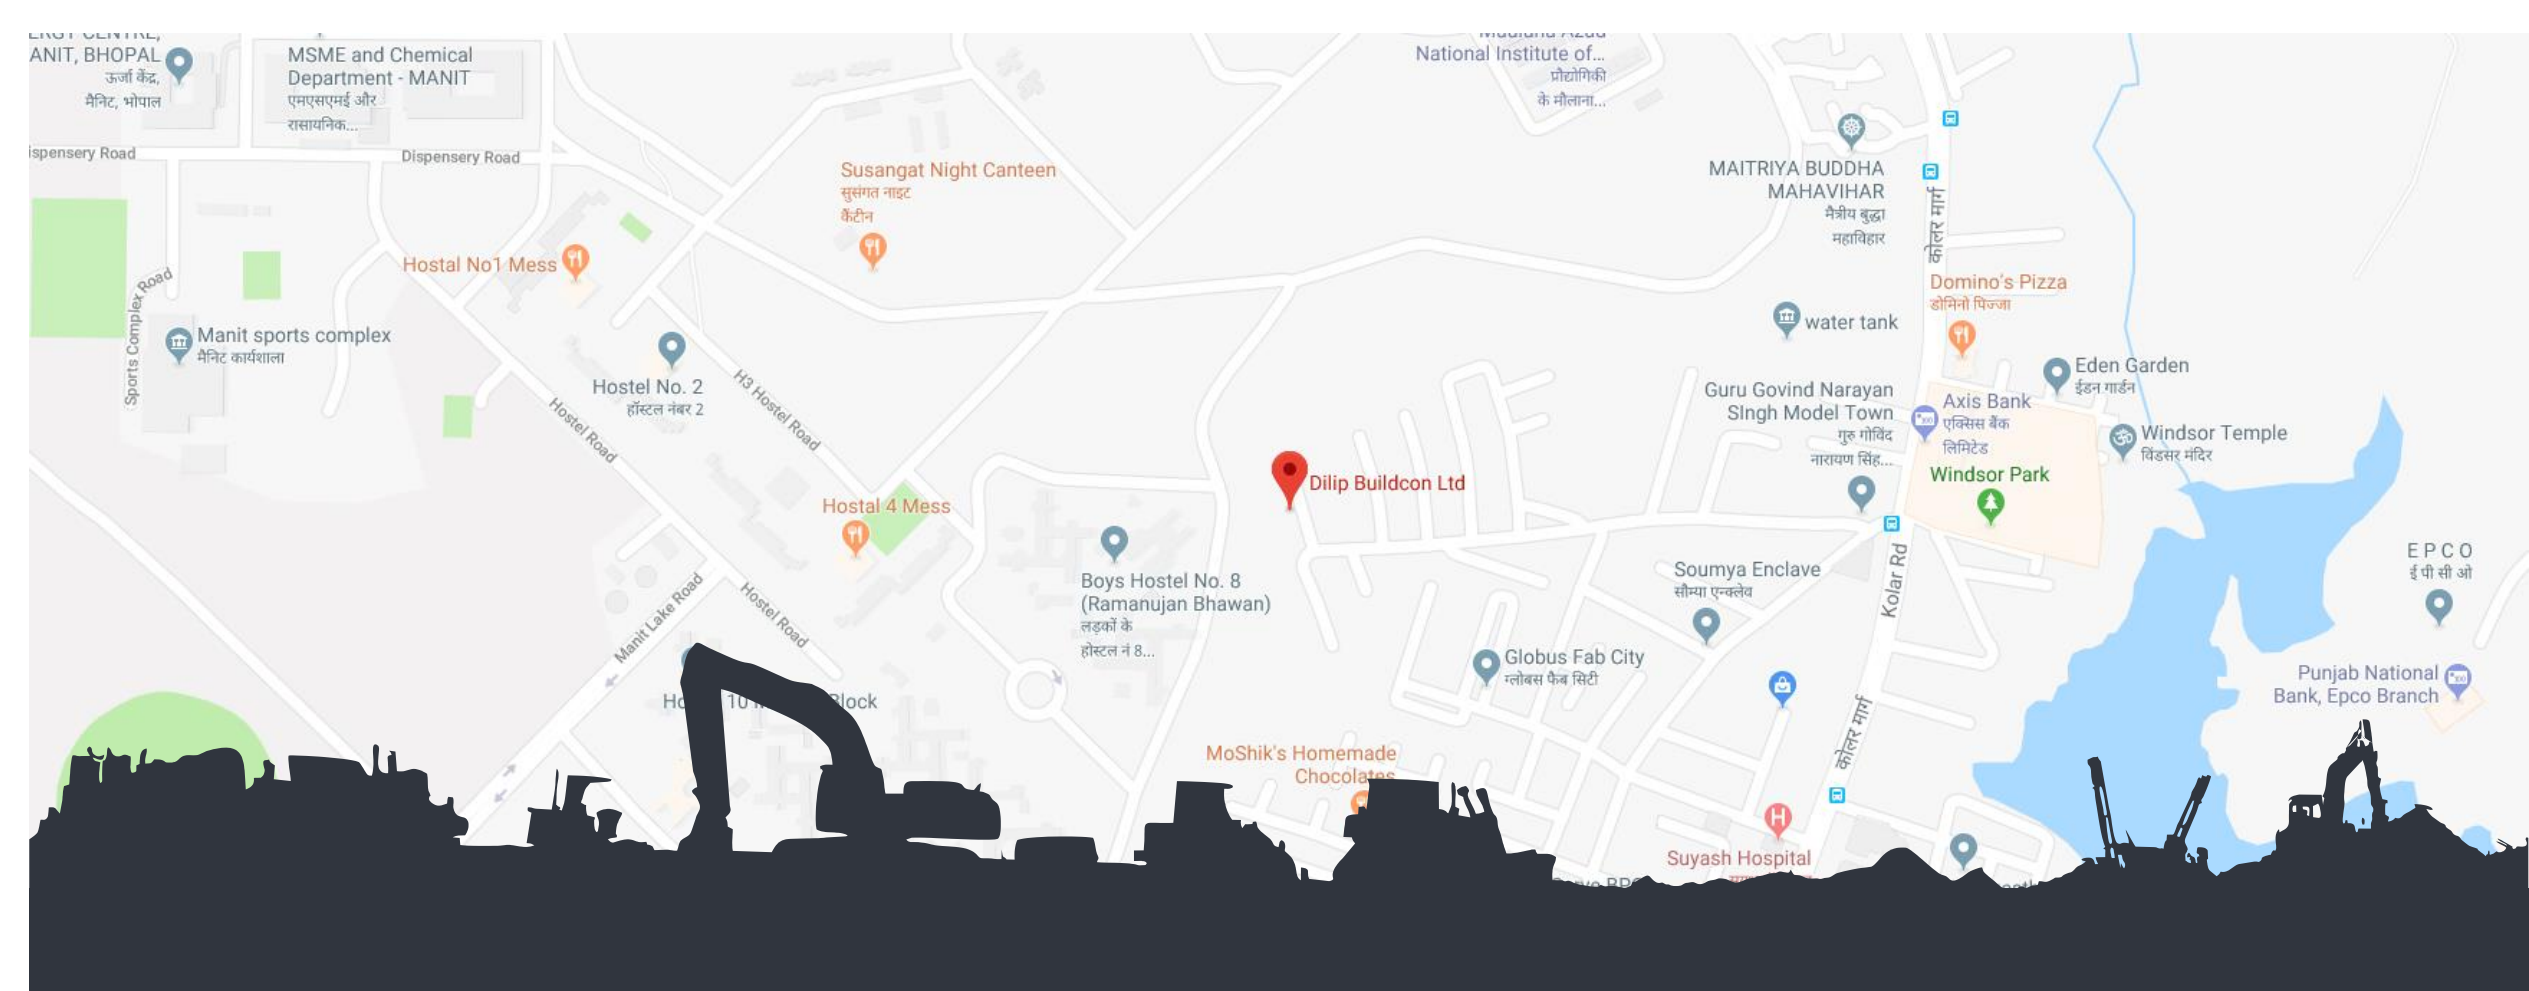 ANIT, BHOPAL
ऊर्जा केंद्र,
मैनिट, भोपाल
MSME and Chemical
Department - MANIT
एमएसएमई और
रासायनिक...
National Institute of...
प्रौद्योगिकी
के मौलाना...
ispensery Road
Dispensery Road
Susangat Night Canteen
सुसंगत नाइट
कैंटीन
MAITRIYA BUDDHA
MAHAVIHAR
मैत्रीय बुद्धा
महाविहार
कोलर मार्ग
Hostal No1 Mess
Sports Complex Road
Manit sports complex
मैनिट कार्यशाला
Domino's Pizza
डोमिनो पिज्जा
water tank
Hostel No. 2
हॉस्टल नंबर 2
H3 Hostel Road
Hostel Road
Eden Garden
ईडन गार्डन
Guru Govind Narayan
SIngh Model Town
गुरु गोविंद
नारायण सिंह...
Axis Bank
एक्सिस बैंक
लिमिटेड
Windsor Temple
विंडसर मंदिर
Windsor Park
Dilip Buildcon Ltd
Hostal 4 Mess
Boys Hostel No. 8
(Ramanujan Bhawan)
लड़कों के
होस्टल नं 8...
Soumya Enclave
सौम्या एन्क्लेव
Kolar Rd
E P C O
ई पी सी ओ
Manit Lake Road
Hostel Road
Globus Fab City
ग्लोबस फैब सिटी
Punjab National
Bank, Epco Branch
10
Block
कोलर मार्ग
MoShik's Homemade
Chocolates
Suyash Hospital